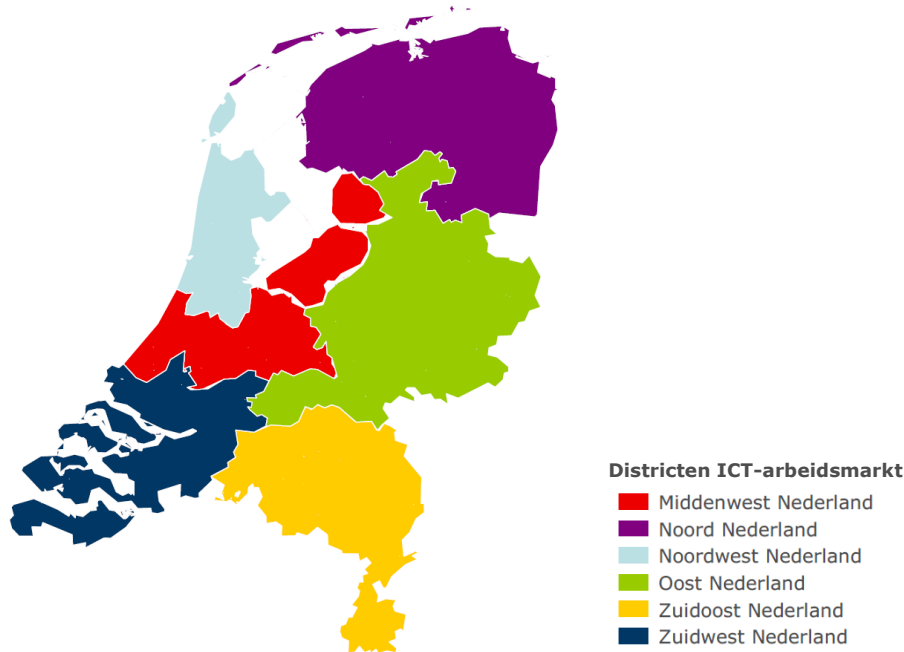 Districten ICT-arbeidsmarkt
Middenwest Nederland
Noord Nederland
Noordwest Nederland
Oost Nederland
Zuidoost Nederland
Zuidwest Nederland